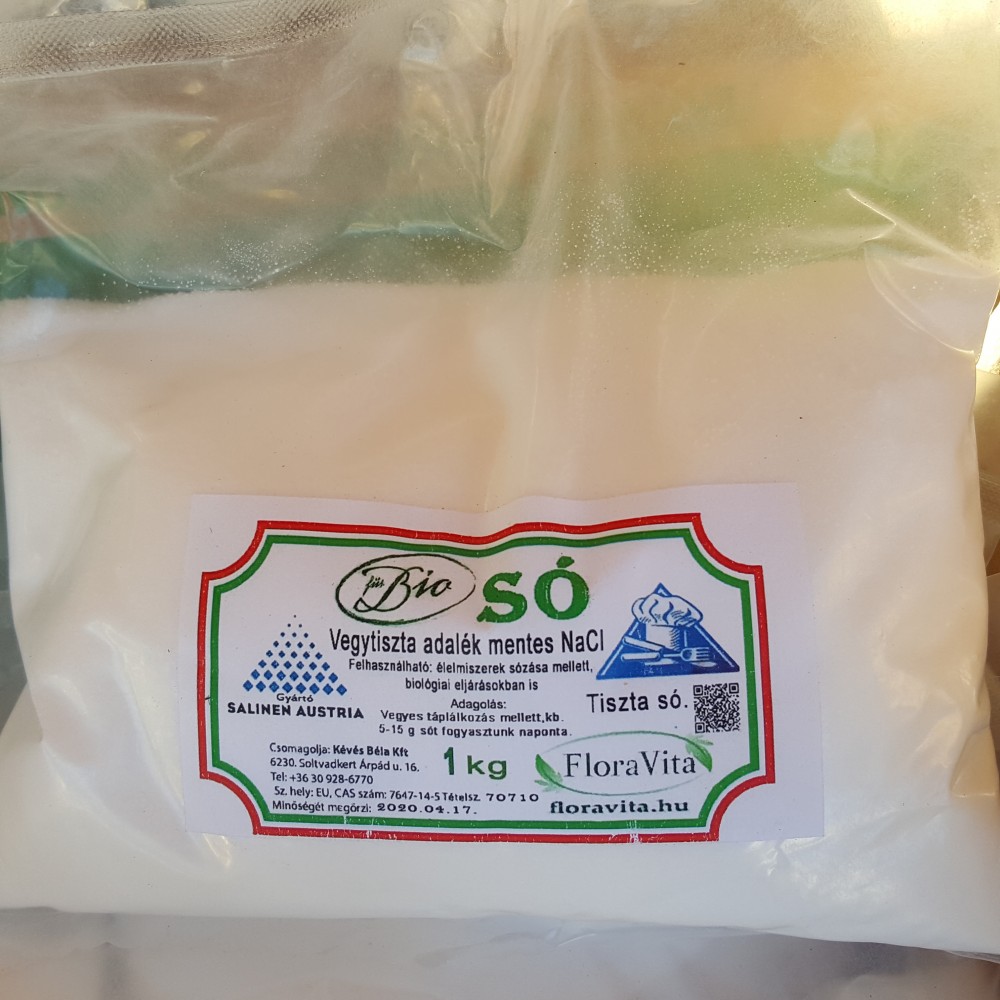 für Bio SÓ
Vegytiszta adalék mentes NaCl
Felhasználható: élelmiszerek sózása mellett,
biológiai eljárásokban is
Gyártó
SALINEN AUSTRIA
Adagolás:
Vegyes táplálkozás mellett,kb.
5-15 g sót fogyasztunk naponta.
Tiszta só.
Csomagolja: Kévés Béla Kft
6230. Soltvadkert Árpád u. 16.
Tel: +36 30 928-6770
Sz. hely: EU, CAS szám: 7647-14-5 Tételsz. 70710
Minőségét megőrzi: 2020.04.17.
1 kg
FloraVita
floravita.hu